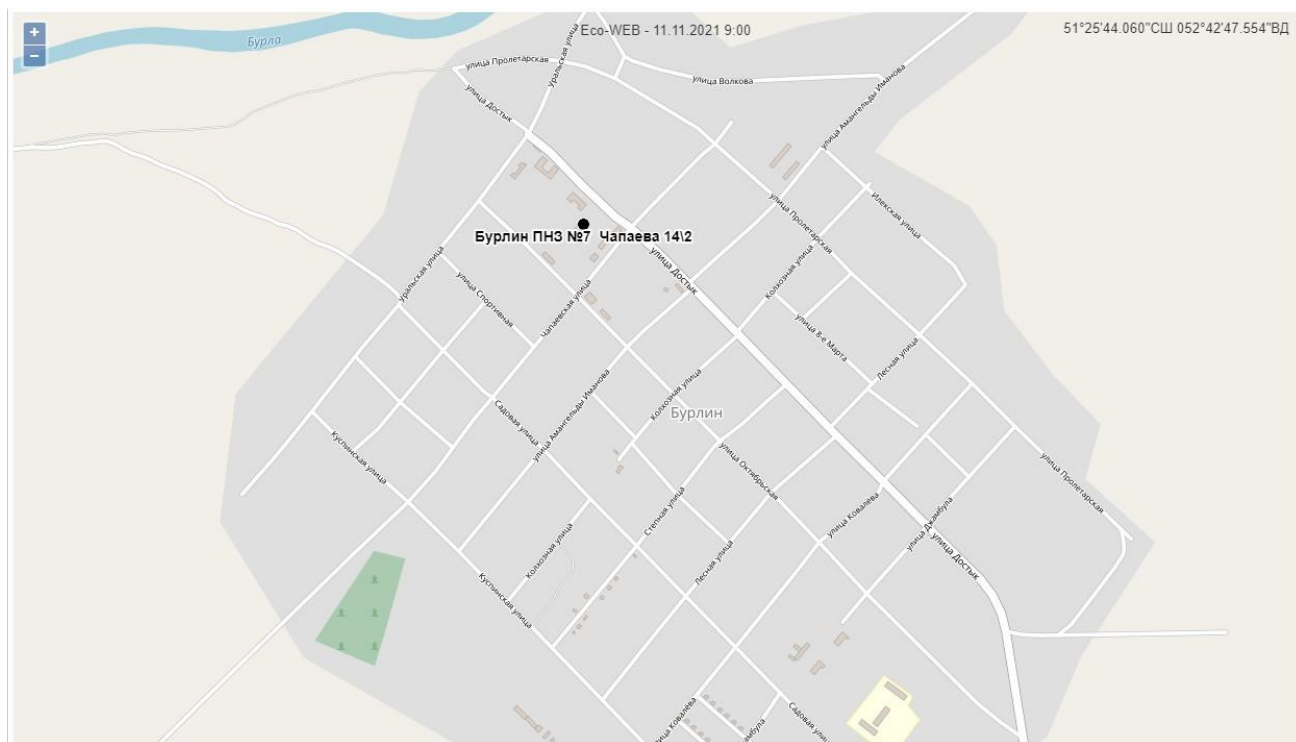 +
−
Бурла
Eco-WEB - 11.11.2021 9:00
51°25'44.060"СШ 052°42'47.554"ВД
улица Пролетарская
Уральская улица
улица Волкова
улица Достык
улица Амангельды Иманова
улица Пролетарская
Илекская улица
Бурлин ПНЗ №7 Чапаева 14\2
Уральская улица
улица Спортивная
Чапаевская улица
улица Достык
Колхозная улица
улица 8-е Марта
Лесная улица
Садовая улица
улица Амангельды Иманова
Колхозная улица
Бурлин
Куспинская улица
улица Октябрьская
улица Пролетарская
Степная улица
улица Ковалёва
улица Джамбула
улица Достык
Колхозная улица
Лесная улица
Куспинская улица
улица Ковалёва
Садовая улица